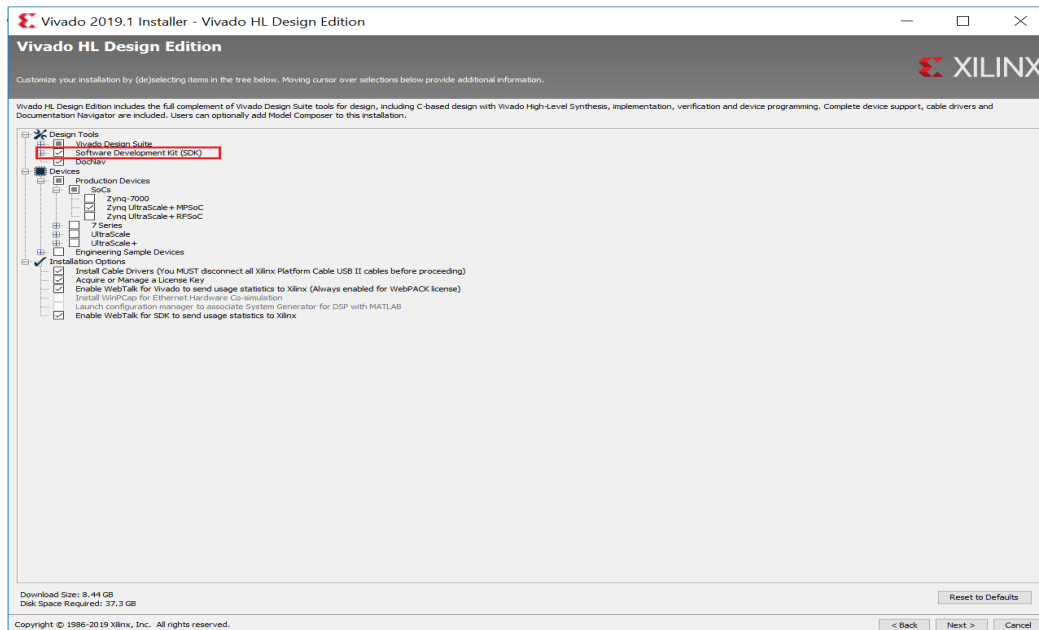 Vivado 2019.1 Installer - Vivado HL Design Edition
Vivado HL Design Edition
XILINX
Customize your installation by (de)selecting items in the tree below. Moving cursor over selections below provide additional information.
Vivado HL Design Edition includes the full complement of Vivado Design Suite tools for design, including C-based design with Vivado High-Level Synthesis, implementation, verification and device programming. Complete device support, cable drivers and
Documentation Navigator are included. Users can optionally add Model Composer to this installation.
Design Tools
Vivado Design Suite
Software Development Kit (SDK)
DocNav
Devices
Production Devices
SoCs
Zynq-7000
Zynq UltraScale+ MPSoC
Zynq UltraScale+ RFSoC
7 Series
UltraScale
UltraScale+
Engineering Sample Devices
Installation Options
Install Cable Drivers (You MUST disconnect all Xilinx Platform Cable USB II cables before proceeding)
Acquire or Manage a License Key
Enable WebTalk for Vivado to send usage statistics to Xilinx (Always enabled for WebPACK license)
Install WinPCap for Ethernet Hardware Co-simulation
Launch configuration manager to associate System Generator for DSP with MATLAB
Enable WebTalk for SDK to send usage statistics to Xilinx
Download Size: 8.44 GB
Disk Space Required: 37.3 GB
Reset to Defaults
Copyright © 1986-2019 Xilinx, Inc. All rights reserved.
< Back
Next >
Cancel